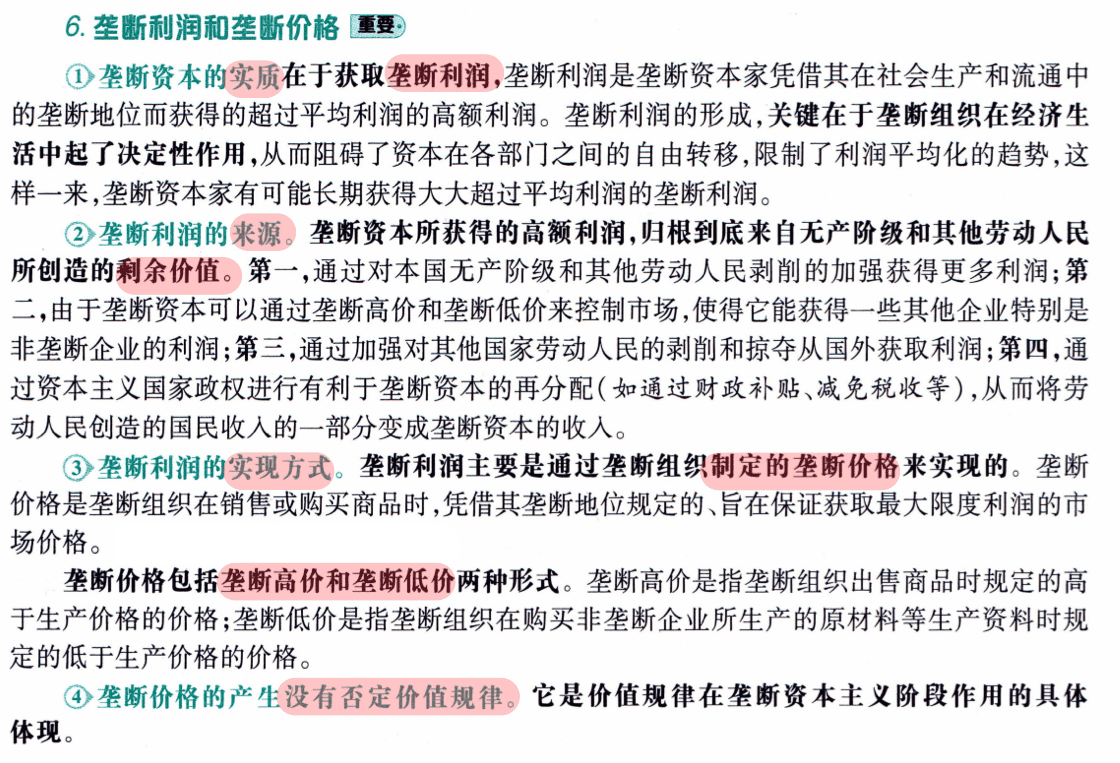 6. 垄断利润和垄断价格 重要
①垄断资本的实质在于获取垄断利润,垄断利润是垄断资本家凭借其在社会生产和流通中
的垄断地位而获得的超过平均利润的高额利润。垄断利润的形成,关键在于垄断组织在经济生
活中起了决定性作用,从而阻碍了资本在各部门之间的自由转移,限制了利润平均化的趋势,这
样一来,垄断资本家有可能长期获得大大超过平均利润的垄断利润。
②垄断利润的来源。垄断资本所获得的高额利润,归根到底来自无产阶级和其他劳动人民
所创造的剩余价值。第一,通过对本国无产阶级和其他劳动人民剥削的加强获得更多利润;第
二,由于垄断资本可以通过垄断高价和垄断低价来控制市场,使得它能获得一些其他企业特别是
非垄断企业的利润;第三,通过加强对其他国家劳动人民的剥削和掠夺从国外获取利润;第四,通
过资本主义国家政权进行有利于垄断资本的再分配(如通过财政补贴、减免税收等),从而将劳
动人民创造的国民收入的一部分变成垄断资本的收入。
③垄断利润的实现方式。垄断利润主要是通过垄断组织制定的垄断价格来实现的。垄断
价格是垄断组织在销售或购买商品时,凭借其垄断地位规定的、旨在保证获取最大限度利润的市
场价格。
垄断价格包括垄断高价和垄断低价两种形式。垄断高价是指垄断组织出售商品时规定的高
于生产价格的价格;垄断低价是指垄断组织在购买非垄断企业所生产的原材料等生产资料时规
定的低于生产价格的价格。
④垄断价格的产生没有否定价值规律。它是价值规律在垄断资本主义阶段作用的具体
体现。